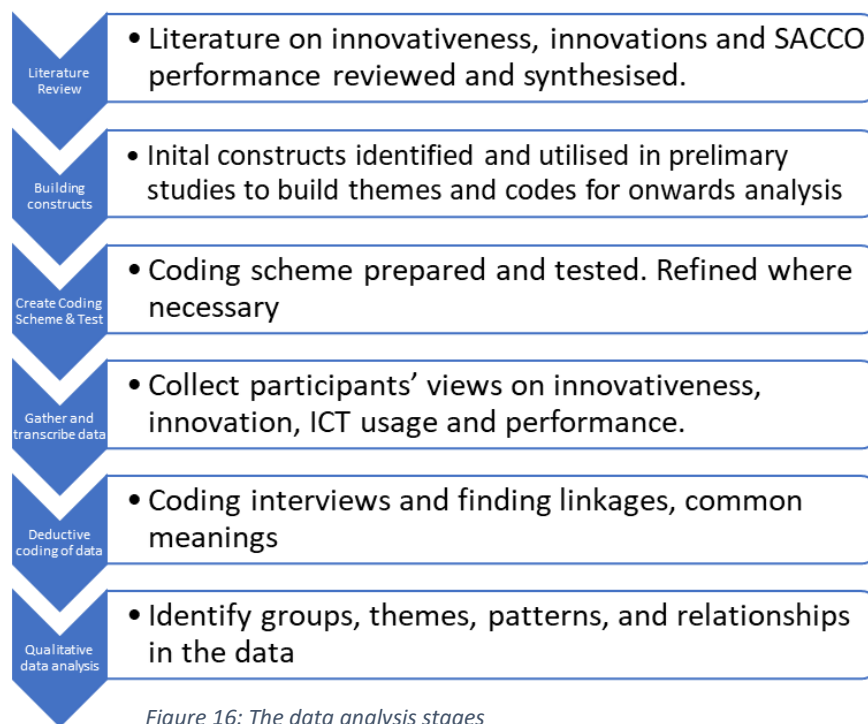 Literature
Review
• Literature on innovativeness, innovations and SACCO
performance reviewed and synthesised.
Building
constructs
• Inital constructs identified and utilised in prelimary
studies to build themes and codes for onwards analysis
Create Coding
Scheme & Test
• Coding scheme prepared and tested. Refined where
necessary
Gather and
transcribe data
• Collect participants’ views on innovativeness,
innovation, ICT usage and performance.
Deductive
coding of data
• Coding interviews and finding linkages, common
meanings
Qualitative
data analysis
• Identify groups, themes, patterns, and relationships
in the data
Figure 16: The data analysis stages